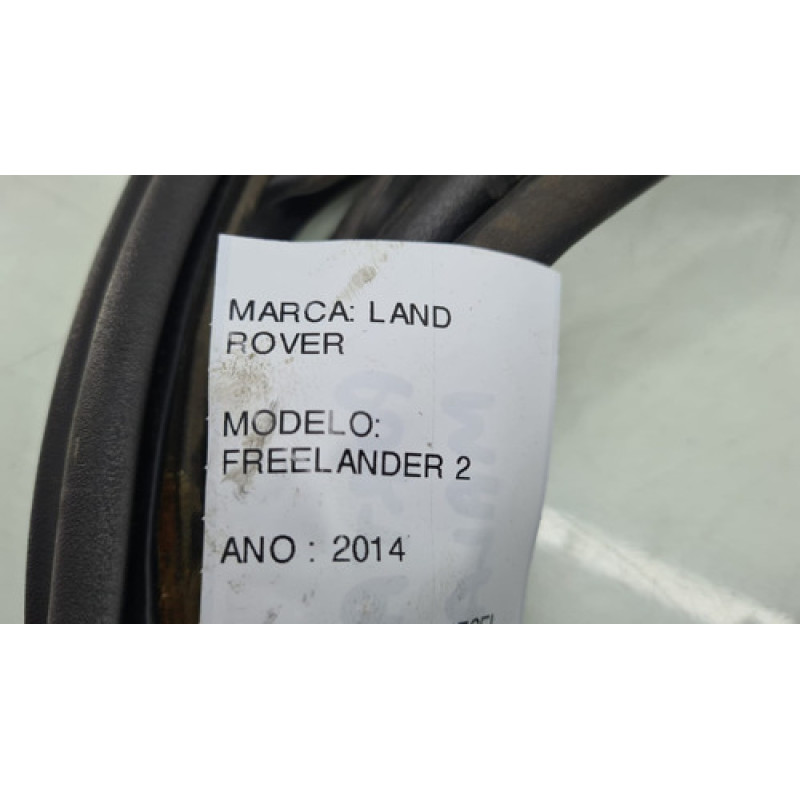 MARCA: LAND
ROVER
MODELO:
FREELANDER 2
ANO : 2014